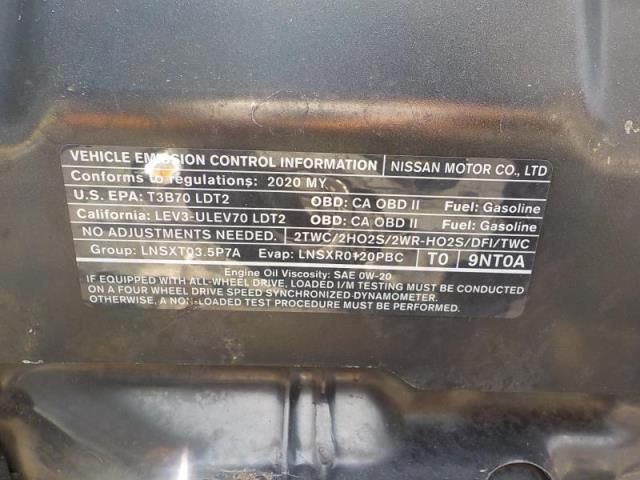 VEHICLE EMISSION CONTROL INFORMATION NISSAN MOTOR CO., LTD
Conforms to regulations: 2020 MY
U.S. EPA: T3B70 LDT2 OBD: CA OBD II Fuel: Gasoline
California: LEV3-ULEV70 LDT2 OBD: CA OBD II Fuel: Gasoline
NO ADJUSTMENTS NEEDED. 2TWC/2HO2S/2WR-HO2S/DFI/TWC
Group: LNSXT03.5P7A Evap: LNSXR0120PBC T0 9NT0A
Engine Oil Viscosity: SAE 0W-20
IF EQUIPPED WITH ALL-WHEEL DRIVE, LOADED I/M TESTING MUST BE CONDUCTED
ON A FOUR WHEEL DRIVE SPEED SYNCHRONIZED DYNAMOMETER.
OTHERWISE, A NON-LOADED TEST PROCEDURE MUST BE PERFORMED.